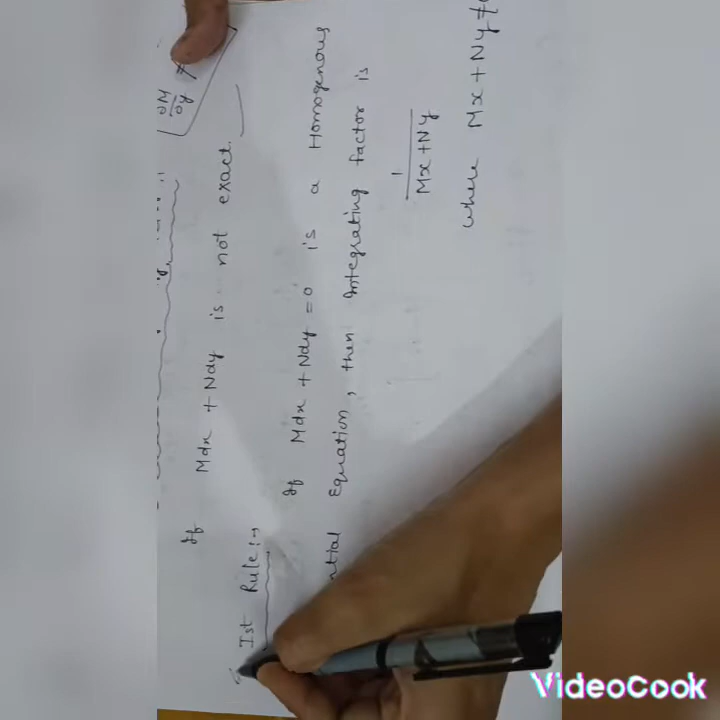 If Mdx + Ndy is not exact.
∂M/∂y ≠
Ist Rule:→
If Mdx + Ndy = 0 is a Homogenous
Equation, then Integrating factor is
1/Mx + Ny
where Mx + Ny ≠
VideoCook